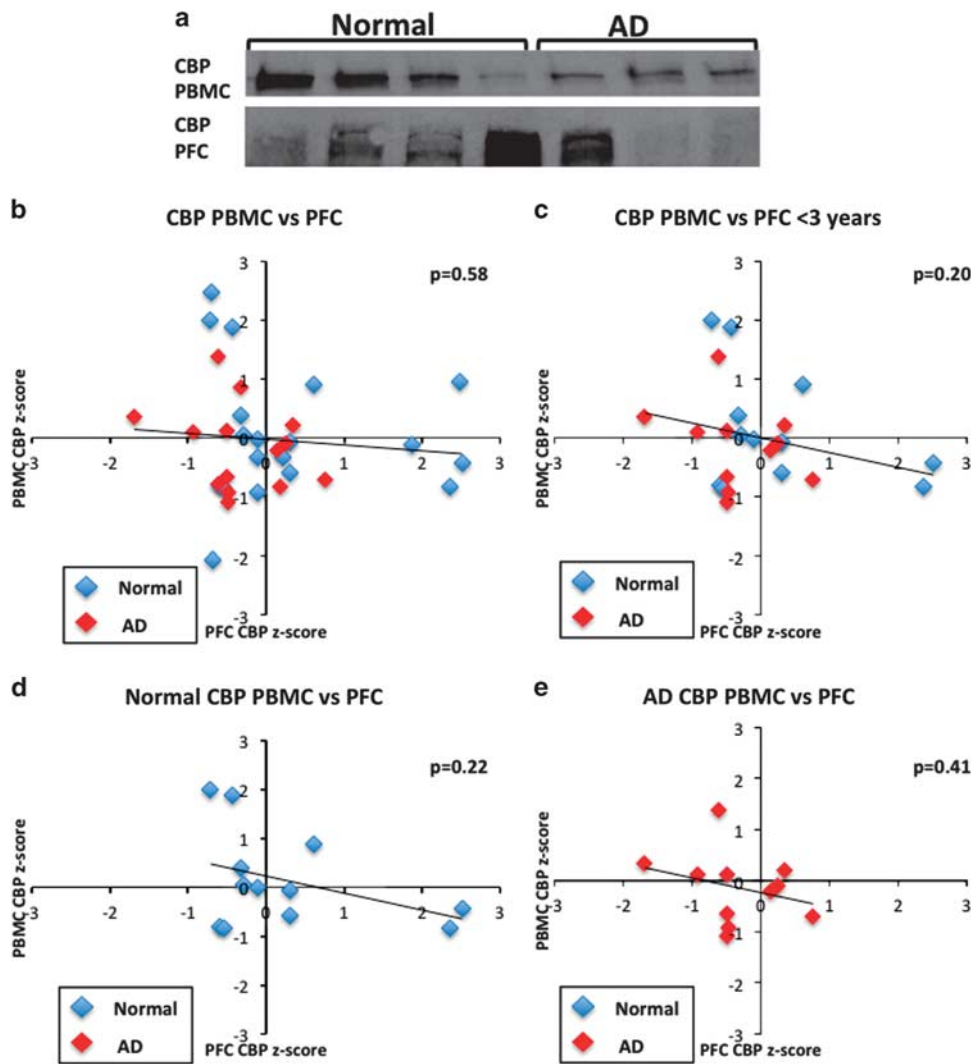 a
Normal
AD
CBP
PBMC
CBP
PFC
b
CBP PBMC vs PFC
p=0.58
3
2
1
0
-1
-2
-3
-3
-2
-1
0
1
2
3
PBMC CBP z-score
PFC CBP z-score
Normal
AD
c
CBP PBMC vs PFC <3 years
p=0.20
3
2
1
0
-1
-2
-3
-3
-2
-1
0
1
2
3
PBMC CBP z-score
PFC CBP z-score
Normal
AD
d
Normal CBP PBMC vs PFC
p=0.22
3
2
1
0
-1
-2
-3
-3
-2
-1
0
1
2
3
PBMC CBP z-score
PFC CBP z-score
Normal
AD
e
AD CBP PBMC vs PFC
p=0.41
3
2
1
0
-1
-2
-3
-3
-2
-1
0
1
2
3
PBMC CBP z-score
PFC CBP z-score
Normal
AD